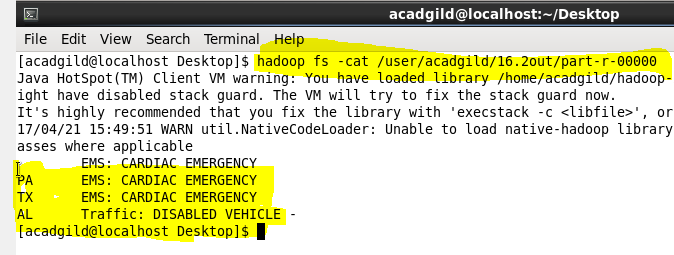 acadgild@localhost:~/Desktop
File Edit View Search Terminal Help
[acadgild@localhost Desktop]$ hadoop fs -cat /user/acadgild/16.2out/part-r-00000
Java HotSpot(TM) Client VM warning: You have loaded library /home/acadgild/hadoop-
ight have disabled stack guard. The VM will try to fix the stack guard now.
It's highly recommended that you fix the library with 'execstack -c <libfile>', or
17/04/21 15:49:51 WARN util.NativeCodeLoader: Unable to load native-hadoop library
asses where applicable
EMS: CARDIAC EMERGENCY
PA EMS: CARDIAC EMERGENCY
TX EMS: CARDIAC EMERGENCY
AL Traffic: DISABLED VEHICLE -
[acadgild@localhost Desktop]$